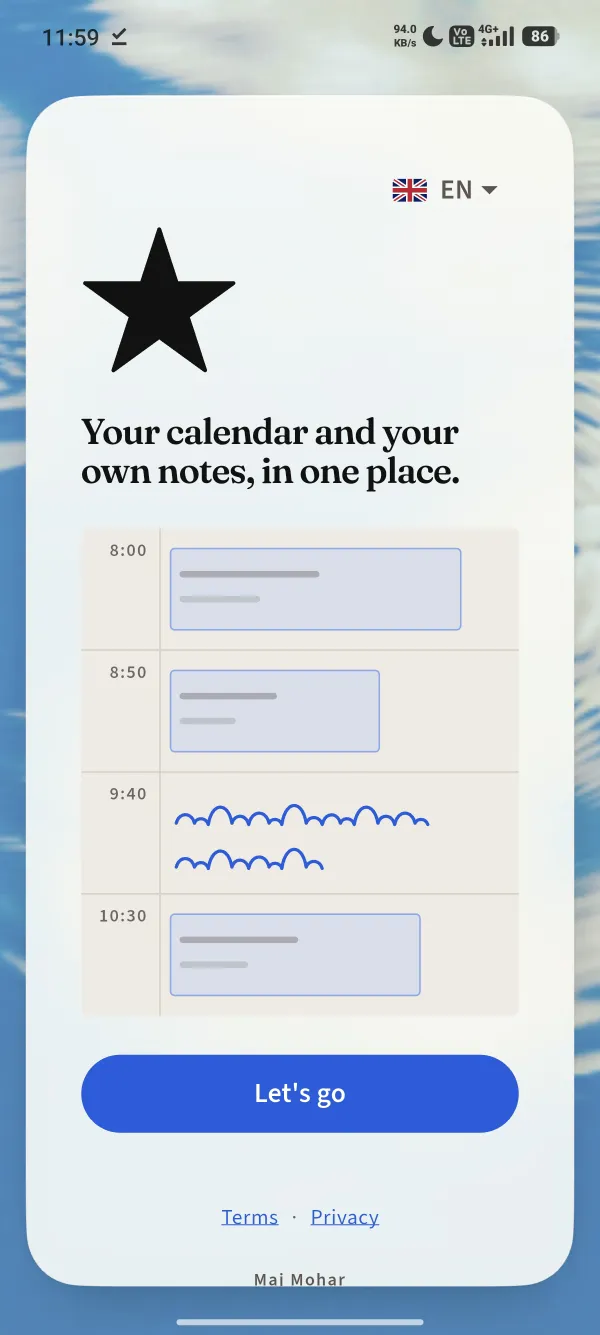 11:59
94.0
KB/s
Vo
LTE
4G+
86
EN
Your calendar and your
own notes, in one place.
8:00
8:50
9:40
10:30
Let's go
Terms · Privacy
Maj Mohar